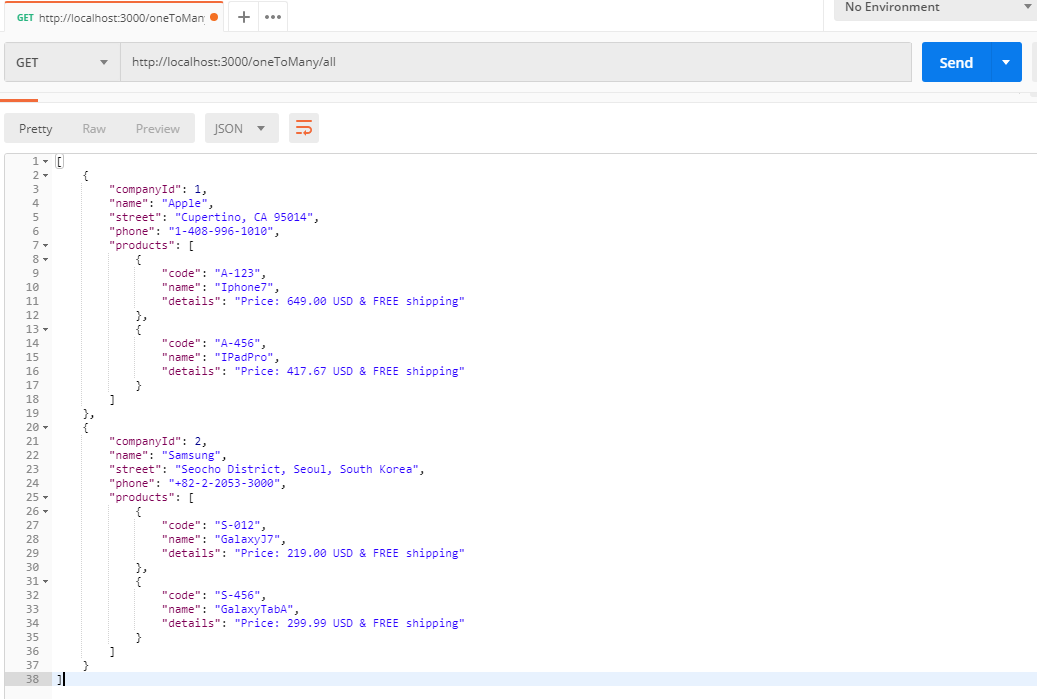 GET http://localhost:3000/oneToMan
No Environment
GET http://localhost:3000/oneToMany/all Send
Pretty Raw Preview JSON
1 [
2 {
3 "companyId": 1,
4 "name": "Apple",
5 "street": "Cupertino, CA 95014",
6 "phone": "1-408-996-1010",
7 "products": [
8 {
9 "code": "A-123",
10 "name": "Iphone7",
11 "details": "Price: 649.00 USD & FREE shipping"
12 },
13 {
14 "code": "A-456",
15 "name": "IPadPro",
16 "details": "Price: 417.67 USD & FREE shipping"
17 }
18 ]
19 },
20 {
21 "companyId": 2,
22 "name": "Samsung",
23 "street": "Seocho District, Seoul, South Korea",
24 "phone": "+82-2-2053-3000",
25 "products": [
26 {
27 "code": "S-012",
28 "name": "GalaxyJ7",
29 "details": "Price: 219.00 USD & FREE shipping"
30 },
31 {
32 "code": "S-456",
33 "name": "GalaxyTabA",
34 "details": "Price: 299.99 USD & FREE shipping"
35 }
36 ]
37 }
38 ]